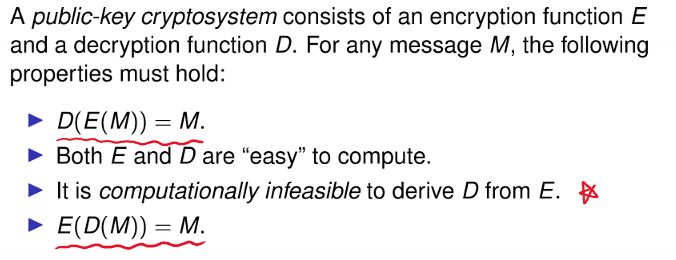 A public-key cryptosystem consists of an encryption function E
and a decryption function D. For any message M, the following
properties must hold:
▶ D(E(M)) = M.
▶ Both E and D are “easy” to compute.
▶ It is computationally infeasible to derive D from E.
▶ E(D(M)) = M.